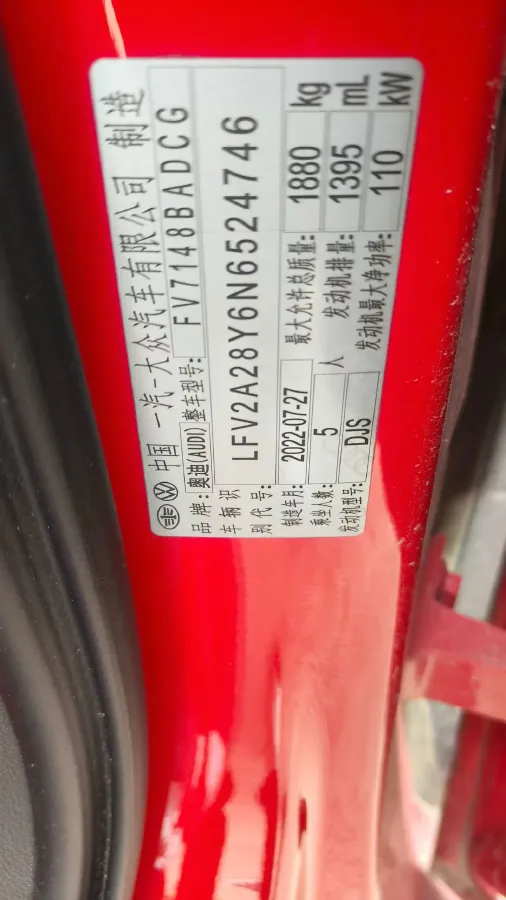 中国 一汽-大众汽车有限公司 制造
品牌:奥迪(AUDI) 整车型号:FV7148BADCG
车辆识别代号:LFV2A28Y6N6524746
制造年月:2022-07-27 最大允许总质量:1880 kg
乘坐人数:5 人 发动机排量:1395 mL
发动机型号:DJS 发动机最大净功率:110 kW